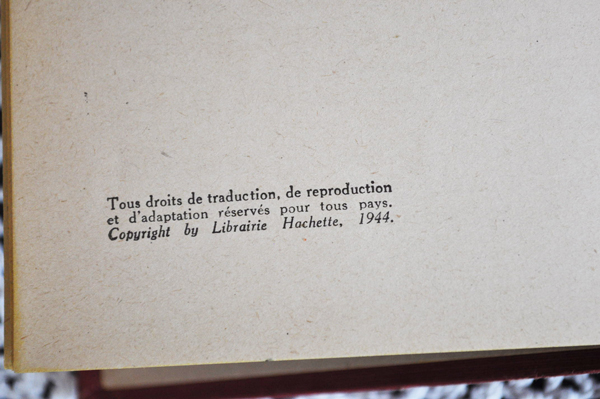 Tous droits de traduction, de reproduction
et d'adaptation réservés pour tous pays.
Copyright by Librairie Hachette, 1944.